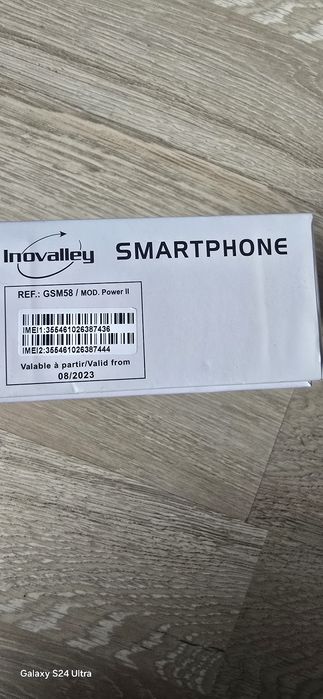 Inovalley SMARTPHONE
REF.: GSM58 / MOD. Power II
IMEI1:355461026387436
IMEI2:355461026387444
Valable à partir/Valid from
08/2023
Galaxy S24 Ultra